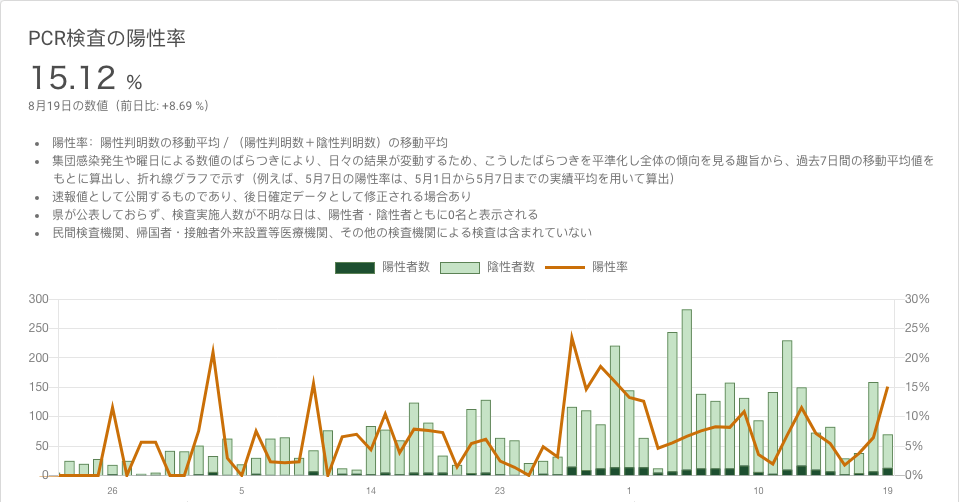 PCR検査の陽性率
15.12 %
8月19日の数値（前日比: +8.69 %）
• 陽性率：陽性判明数の移動平均 / （陽性判明数＋陰性判明数）の移動平均
• 集団感染発生や曜日による数値のばらつきにより、日々の結果が変動するため、こうしたばらつきを平準化し全体の傾向を見る趣旨から、過去7日間の移動平均値を
もとに算出し、折れ線グラフで示す（例えば、5月7日の陽性率は、5月1日から5月7日までの実績平均を用いて算出）
• 速報値として公開するものであり、後日確定データとして修正される場合あり
• 県が公表しておらず、検査実施人数が不明な日は、陽性者・陰性者ともに0名と表示される
• 民間検査機関、帰国者・接触者外来設置等医療機関、その他の検査機関による検査は含まれていない
陽性者数 陰性者数 陽性率
300 30%
250 25%
200 20%
150 15%
100 10%
50 5%
0 0%
26 5 14 23 1 10 19